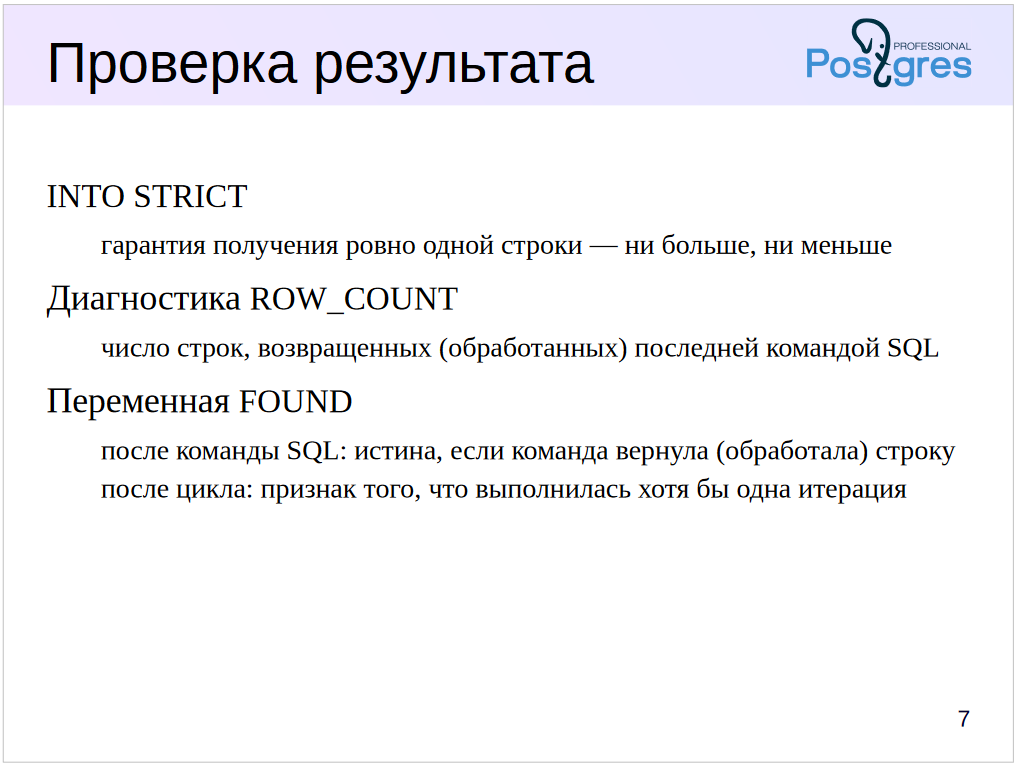 Проверка результата
PROFESSIONAL
Postgres
INTO STRICT
гарантия получения ровно одной строки — ни больше, ни меньше
Диагностика ROW_COUNT
число строк, возвращенных (обработанных) последней командой SQL
Переменная FOUND
после команды SQL: истина, если команда вернула (обработала) строку
после цикла: признак того, что выполнилась хотя бы одна итерация
7